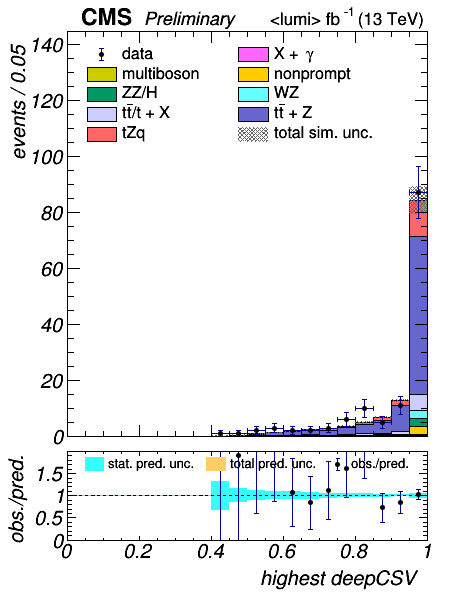 CMS Preliminary <lumi> fb⁻¹ (13 TeV)
events / 0.05
140
120
100
80
60
40
20
0
data
X + γ
multiboson
nonprompt
ZZ/H
WZ
tt̄/t + X
tt̄ + Z
tZ̄q
total sim. unc.
obs./pred.
1.5
1
0.5
0
stat. pred. unc.
total pred. unc.
obs./pred.
0 0.2 0.4 0.6 0.8 1
highest deepCSV